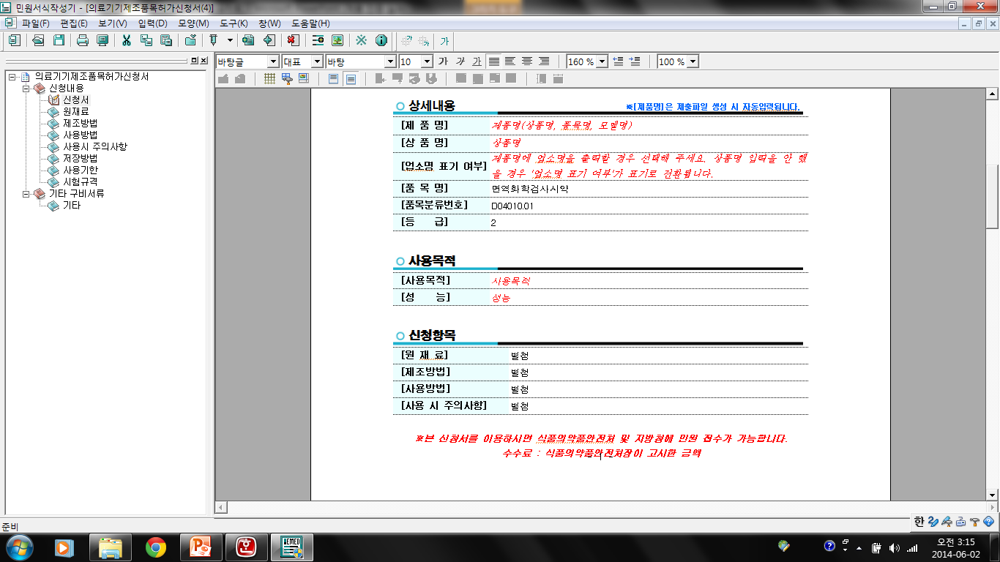 민원서식작성기 - [의료기기제조품목허가신청서(4)]
파일(F) 편집(E) 보기(V) 입력(D) 모양(M) 도구(K) 창(W) 도움말(H)
바탕글 대표 바탕 10 가 가 가 160 % 100 %
의료기기제조품목허가신청서
신청내용
신청서
원재료
제조방법
사용방법
사용시 주의사항
저장방법
사용기한
시험규격
기타 구비서류
기타
상세내용 ※[제품명]은 제출파일 생성 시 자동입력됩니다.
[제 품 명] 제품명(상품명, 품목명, 모델명)
[상 품 명] 상품명
[업소명 표기 여부] 제품명에 업소명을 출력할 경우 선택해 주세요. 상품명 입력을 안 했
을 경우 '업소명 표기 여부'가 표기로 전환됩니다.
[품 목 명] 면역화학검사시약
[품목분류번호] D04010.01
[등 급] 2
사용목적
[사용목적] 사용목적
[성 능] 성능
신청항목
[원 재 료] 별첨
[제조방법] 별첨
[사용방법] 별첨
[사용 시 주의사항] 별첨
※본 신청서를 이용하시면 식품의약품안전처 및 지방청에 민원 접수가 가능합니다.
수수료 : 식품의약품안전처장이 고시한 금액
준비
한
오전 3:15
2014-06-02